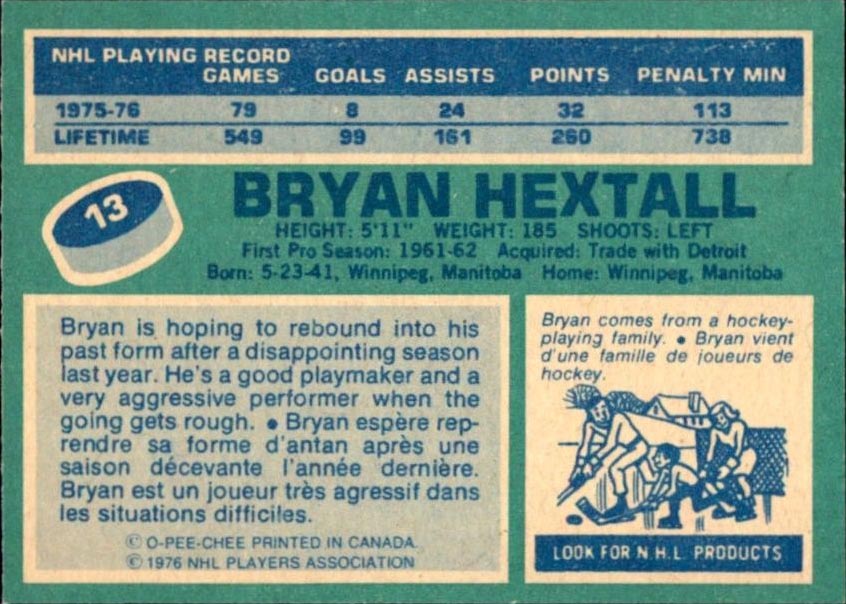 NHL PLAYING RECORD
GAMES GOALS ASSISTS POINTS PENALTY MIN
1975-76 79 8 24 32 113
LIFETIME 549 99 161 260 738
13
BRYAN HEXTALL
HEIGHT: 5'11" WEIGHT: 185 SHOOTS: LEFT
First Pro Season: 1961-62 Acquired: Trade with Detroit
Born: 5-23-41, Winnipeg, Manitoba Home: Winnipeg, Manitoba
Bryan is hoping to rebound into his
past form after a disappointing season
last year. He's a good playmaker and a
very aggressive performer when the
going gets rough. • Bryan espère rep-
rendre sa forme d'antan après une
saison décevante l'année dernière.
Bryan est un joueur très agressif dans
les situations difficiles.
© O-PEE-CHEE PRINTED IN CANADA.
© 1976 NHL PLAYERS ASSOCIATION
Bryan comes from a hockey-
playing family. • Bryan vient
d'une famille de joueurs de
hockey.
LOOK FOR N.H.L. PRODUCTS